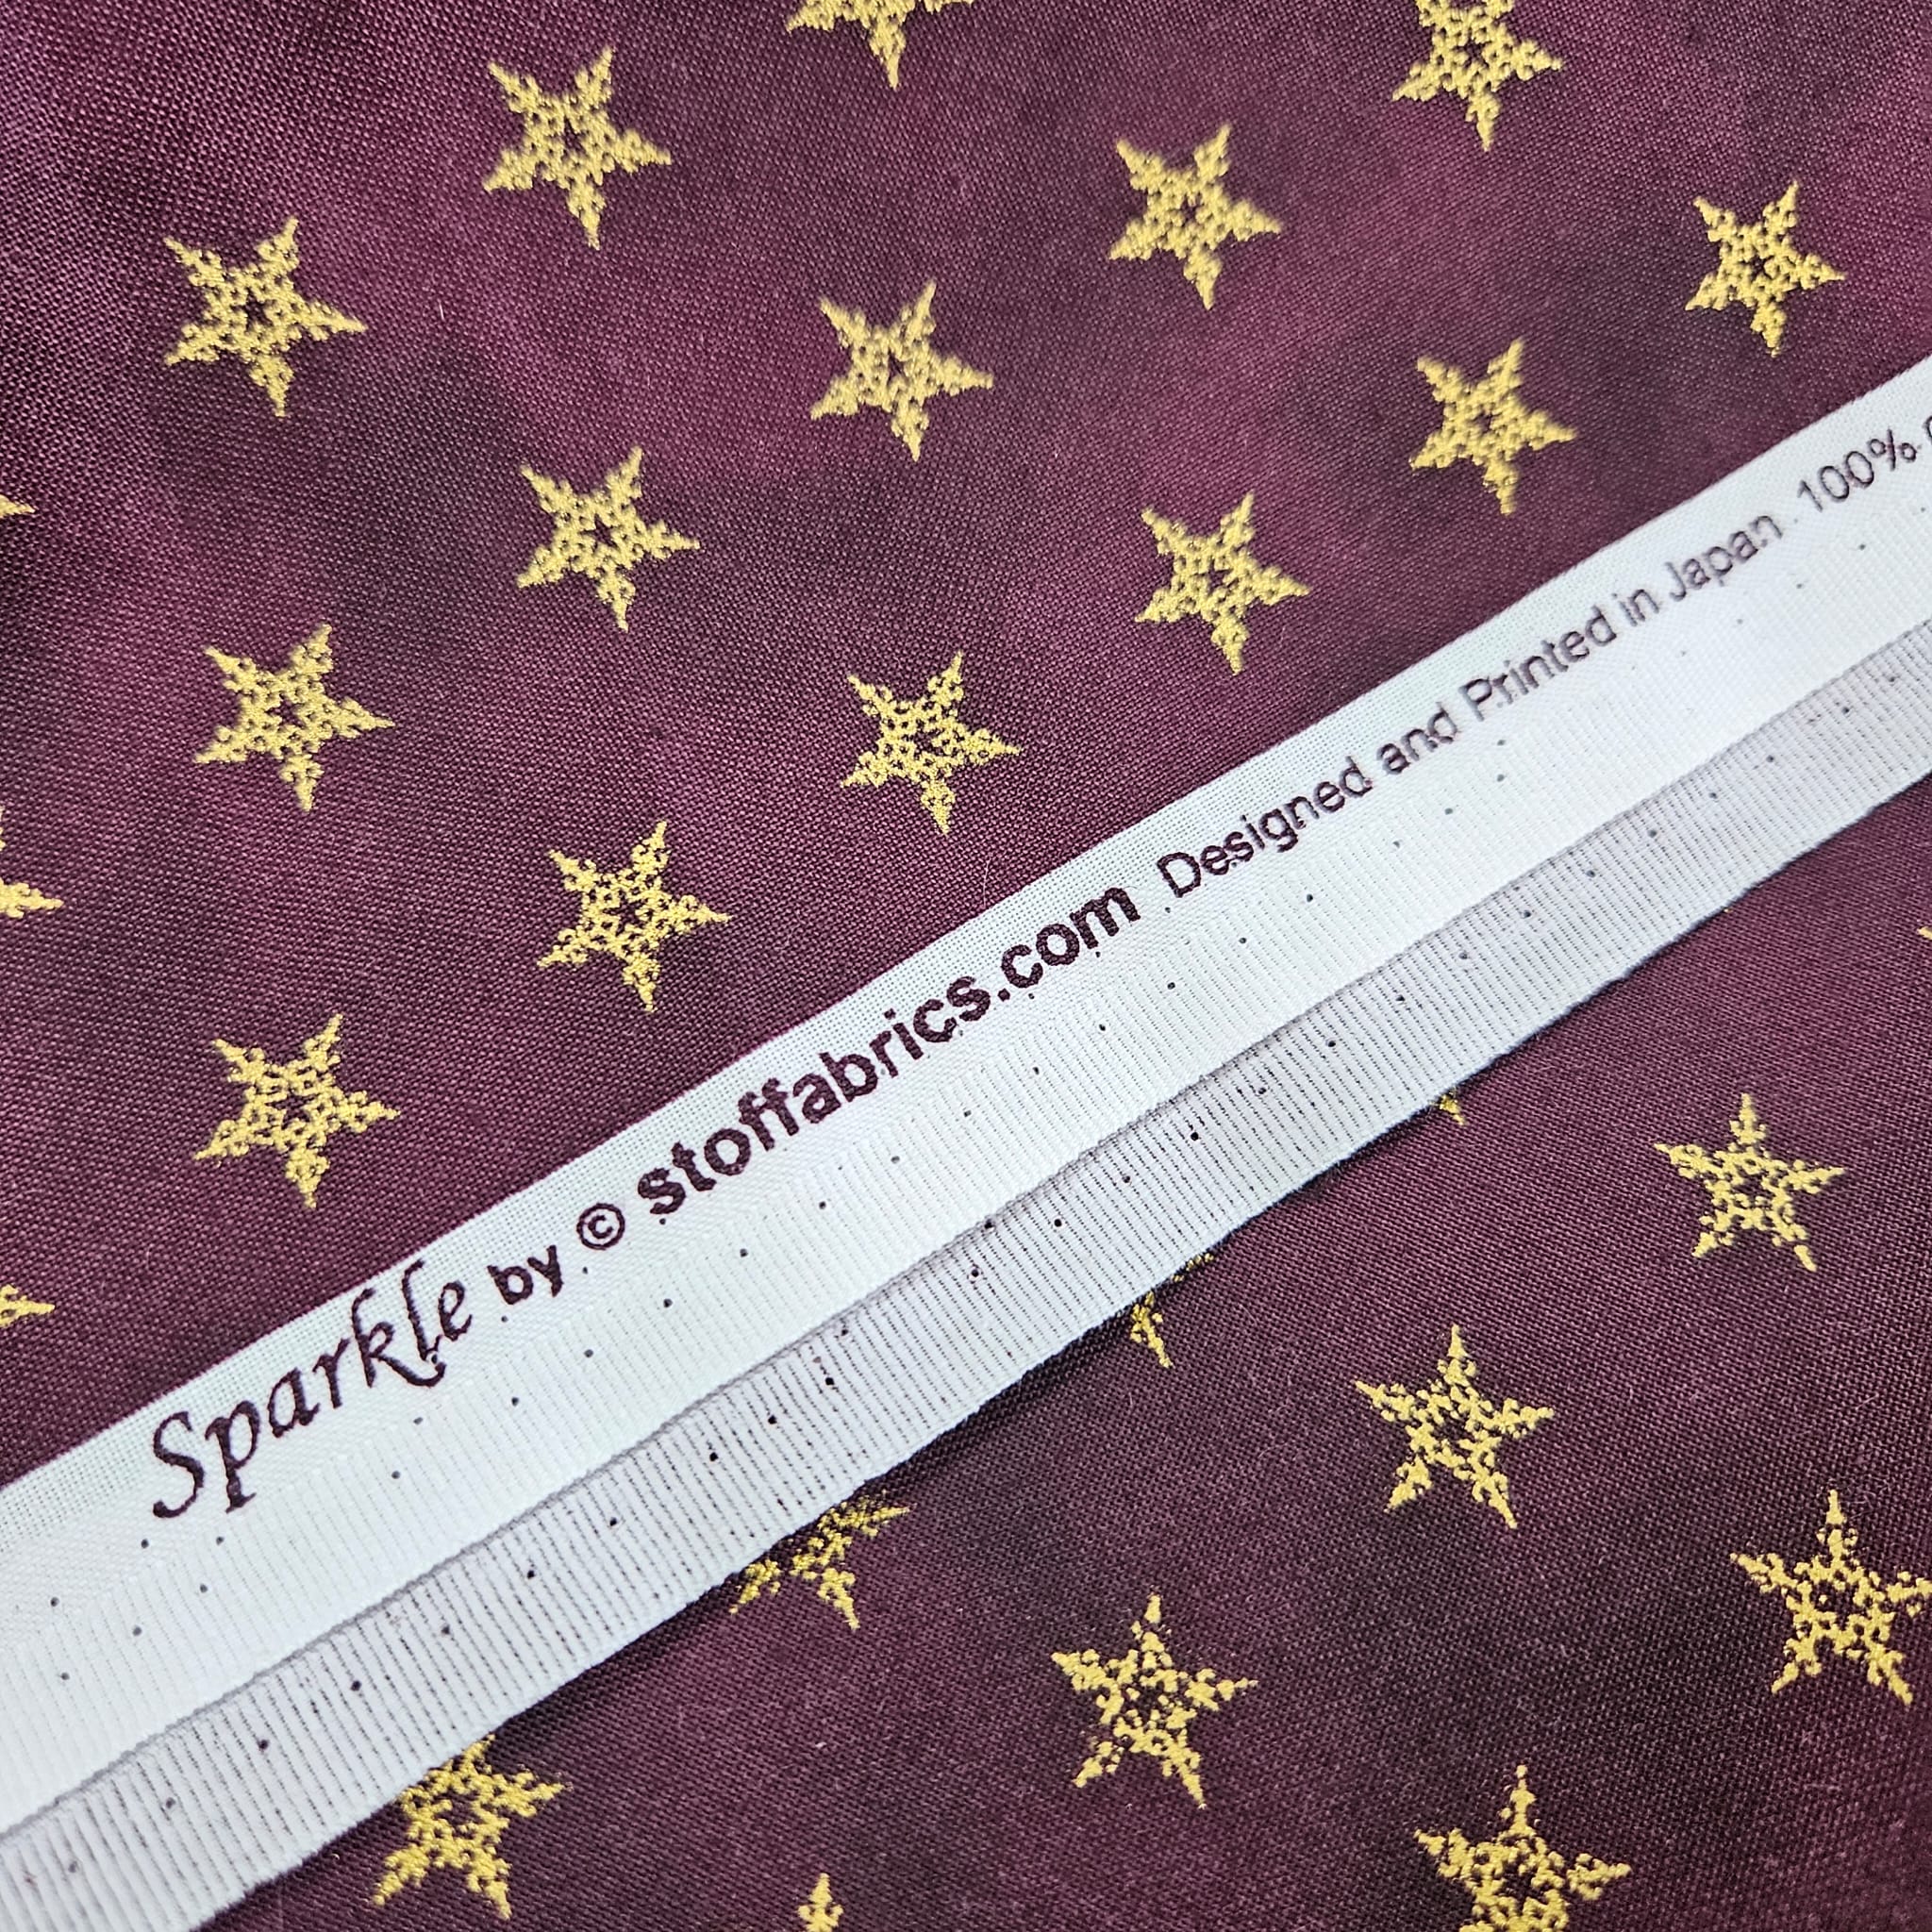 Sparkle by © stoffabrics.com Designed and Printed in Japan 100%